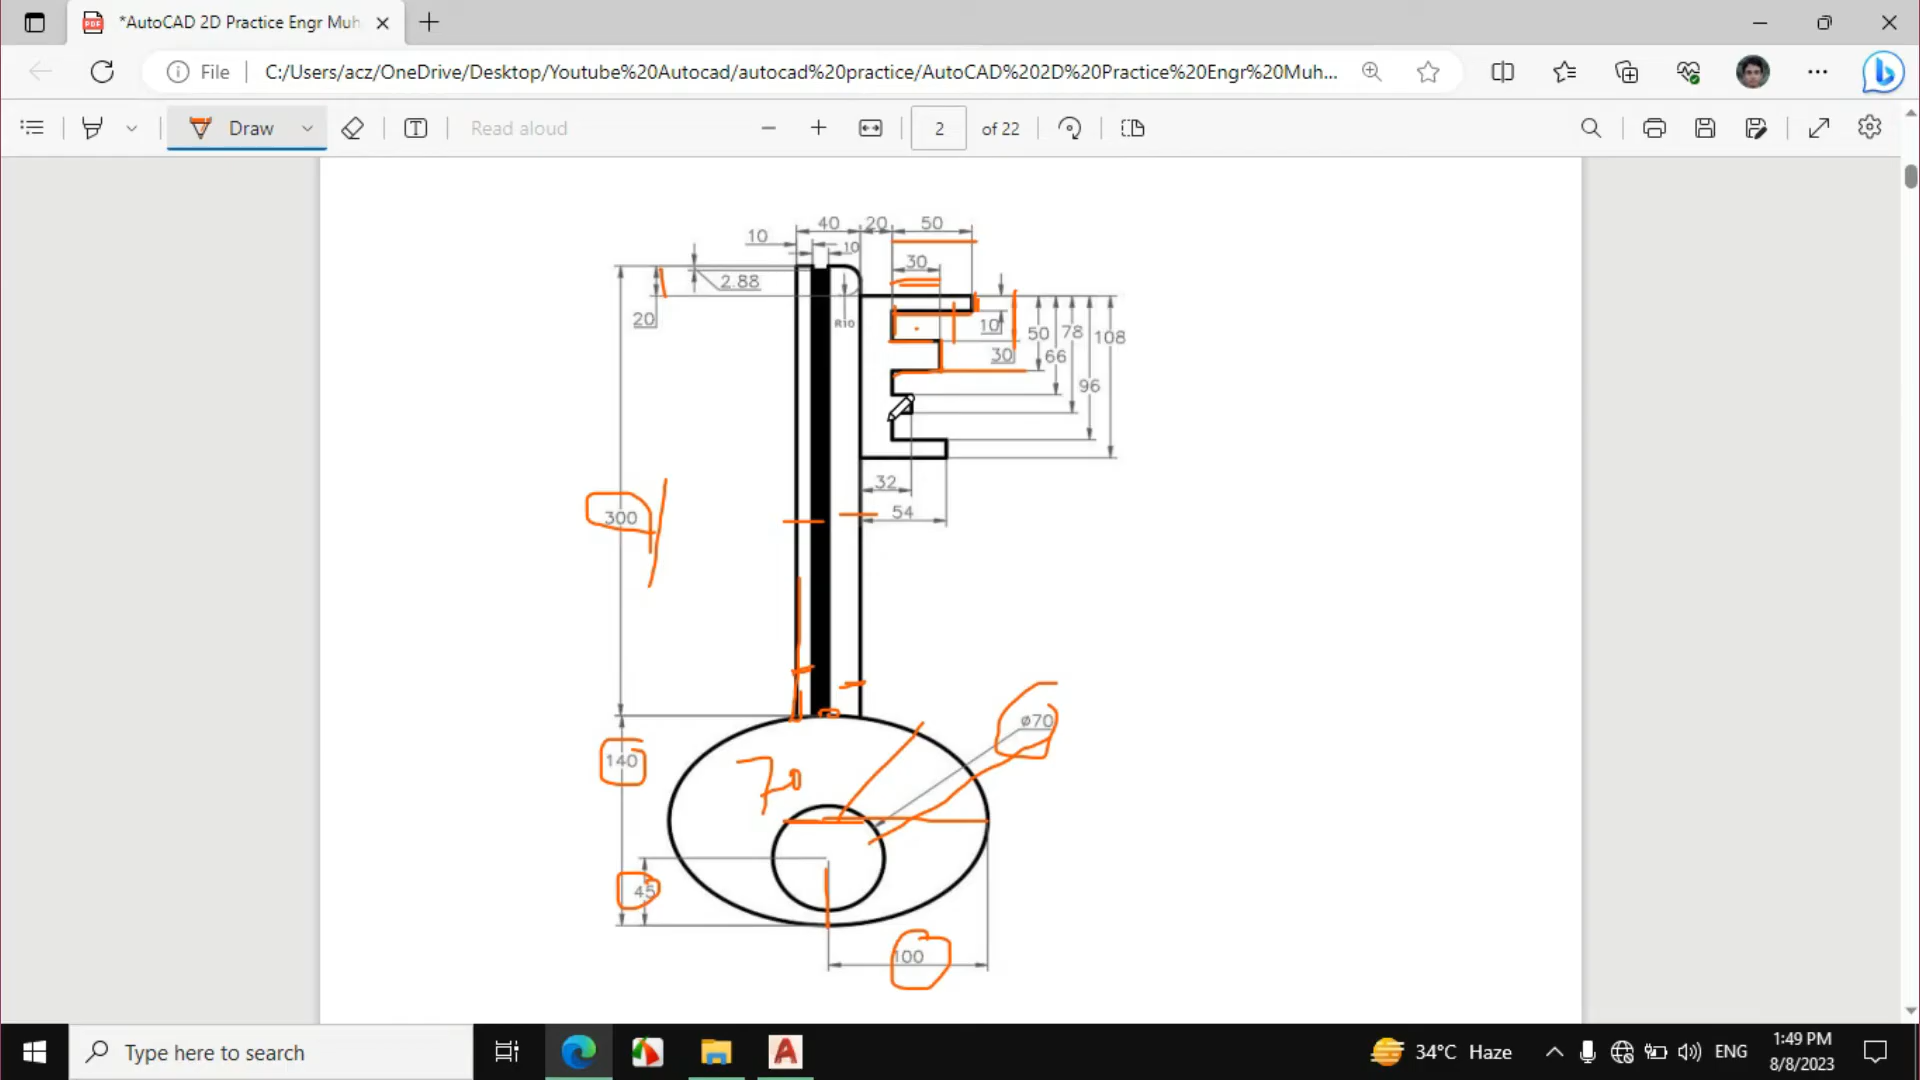 *AutoCAD 2D Practice Engr Muh
File
C:/Users/acz/OneDrive/Desktop/Youtube%20Autocad/autocad%20practice/AutoCAD%202D%20Practice%20Engr%20Muh...
Draw
Read aloud
2 of 22
40 20 50
10 10
30
2.88
20
R10
10
50 78
108
30 66
96
32
54
300
ø70
140
70
45
100
Type here to search
34°C Haze
ENG
1:49 PM
8/8/2023